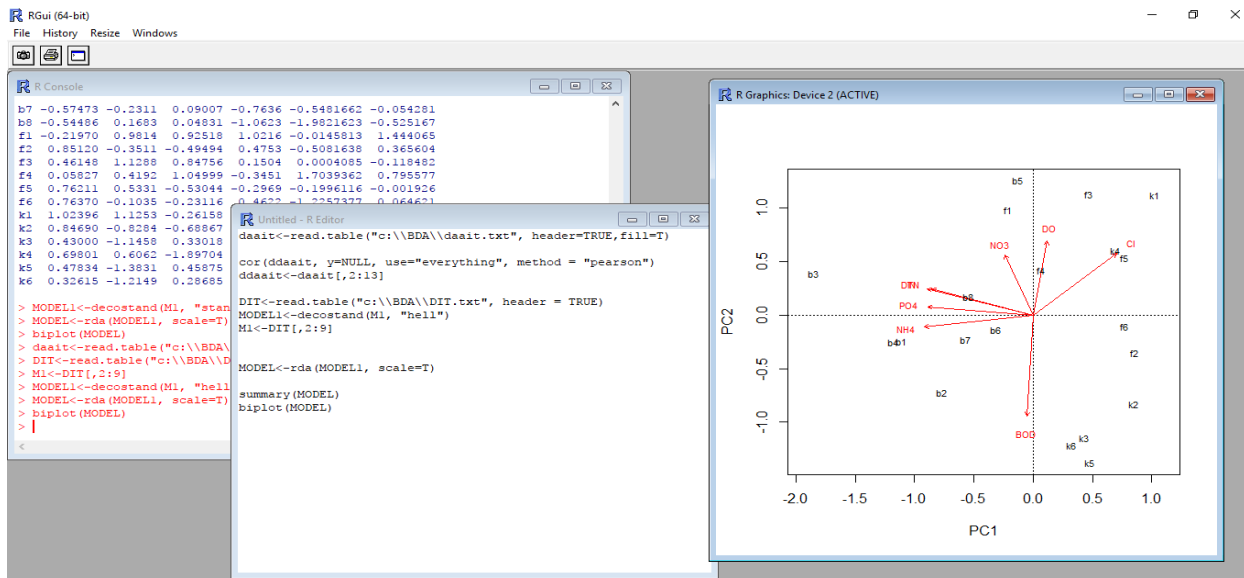 RGui (64-bit)
File History Resize Windows
R Console
b7 -0.57473 -0.2311 0.09007 -0.7636 -0.5481662 -0.054281
b8 -0.54486 0.1683 0.04831 -1.0623 -1.9821623 -0.525167
f1 -0.21970 0.9814 0.92518 1.0216 -0.0145813 1.444065
f2 0.85120 -0.3511 -0.49494 0.4753 -0.5081638 0.365604
f3 0.46148 1.1288 0.84756 0.1504 0.0004085 -0.118482
f4 0.05827 0.4192 1.04999 -0.3451 1.7039362 0.795577
f5 0.76211 0.5331 -0.53044 -0.2969 -0.1996116 -0.001926
f6 0.76370 -0.1035 -0.23116 0.4622 -1.2257377 0.064621
k1 1.02396 1.1253 -0.26158
k2 0.84690 -0.8284 -0.68867
k3 0.43000 -1.1458 0.33018
k4 0.69801 0.6062 -1.89704
k5 0.47834 -1.3831 0.45875
k6 0.32615 -1.2149 0.28685
> MODEL1<-decostand(M1, "stan
> MODEL<-rda(MODEL1, scale=T)
> biplot(MODEL)
> daait<-read.table("c:\\BDA\
> DIT<-read.table("c:\\BDA\\D
> M1<-DIT[,2:9]
> MODEL1<-decostand(M1, "hell
> MODEL<-rda(MODEL1, scale=T)
> biplot(MODEL)
>
Untitled - R Editor
daait<-read.table("c:\\BDA\\daait.txt", header=TRUE,fill=T)
cor(ddaait, y=NULL, use="everything", method = "pearson")
ddaait<-daait[,2:13]
DIT<-read.table("c:\\BDA\\DIT.txt", header = TRUE)
MODEL1<-decostand(M1, "hell")
M1<-DIT[,2:9]
MODEL<-rda(MODEL1, scale=T)
summary(MODEL)
biplot(MODEL)
R Graphics: Device 2 (ACTIVE)
b5
f3
k1
f1
DO
NO3
Cl
k4
f5
f4
b3
TN
b8
PO4
NH4
b6
f6
b4
b1
b7
f2
b2
k2
BOD
k3
k6
k5
1.0
0.5
0.0
-0.5
-1.0
PC2
-2.0 -1.5 -1.0 -0.5 0.0 0.5 1.0
PC1